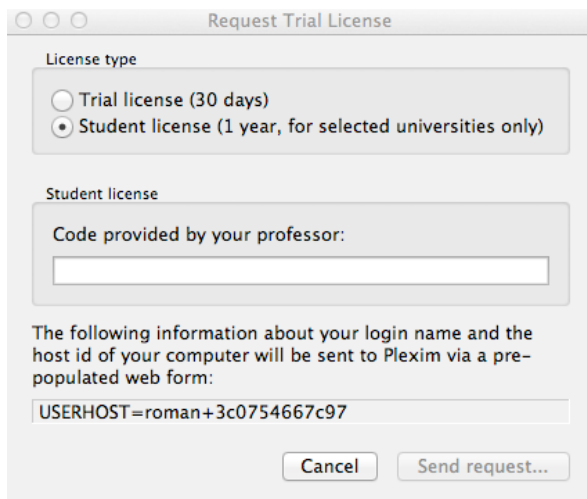 Request Trial License
License type
Trial license (30 days)
Student license (1 year, for selected universities only)
Student license
Code provided by your professor:
The following information about your login name and the
host id of your computer will be sent to Plexim via a pre-
populated web form:
USERHOST=roman+3c0754667c97
Cancel
Send request...